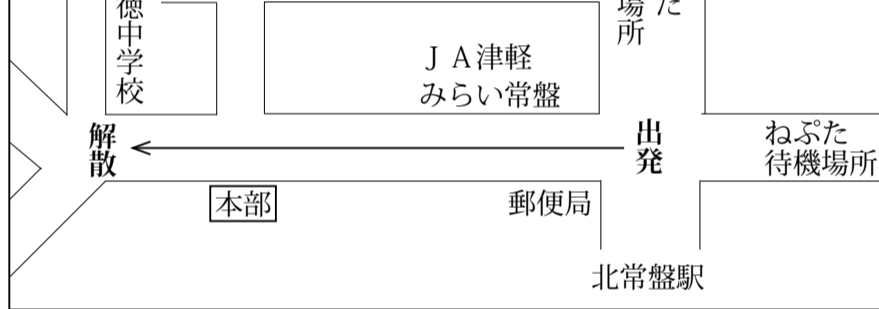 場所
た
徳中学校
ＪＡ津軽
みらい常盤
解散
出発
ねぷた
待機場所
本部
郵便局
北常盤駅